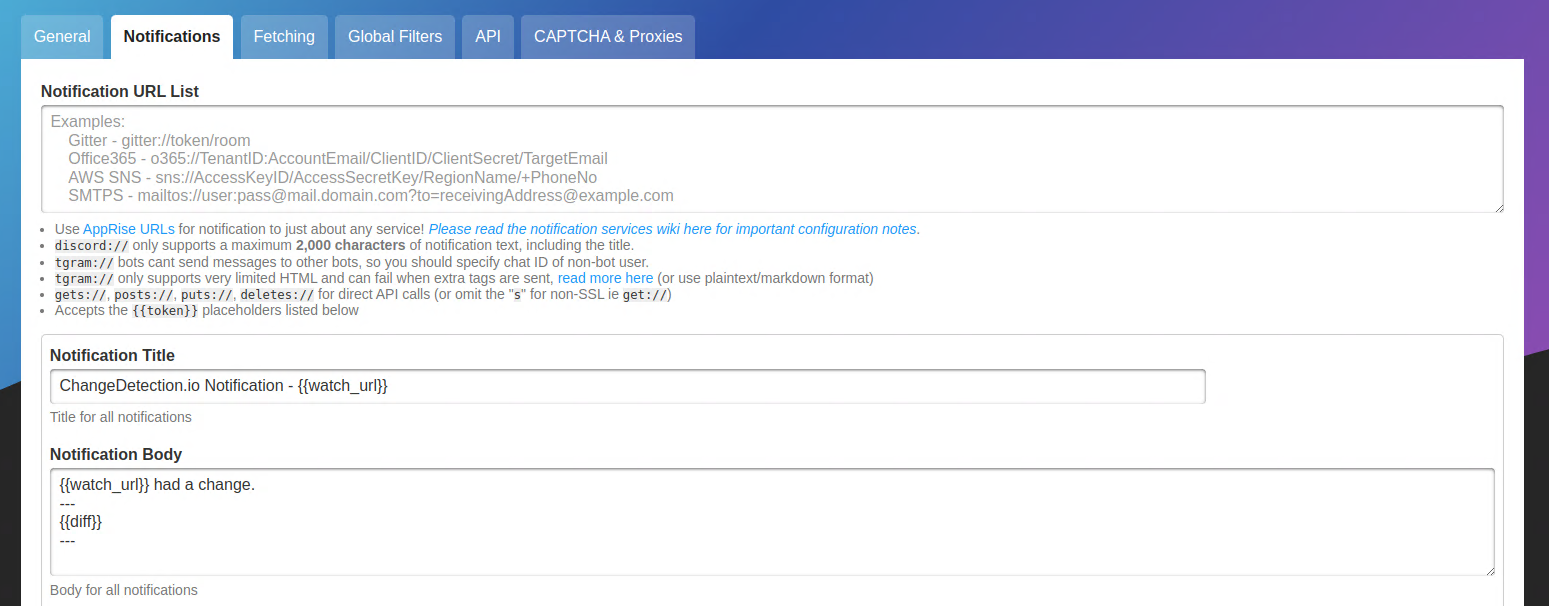 General Notifications Fetching Global Filters API CAPTCHA & Proxies
Notification URL List
Examples:
Gitter - gitter://token/room
Office365 - o365://TenantID:AccountEmail/ClientID/ClientSecret/TargetEmail
AWS SNS - sns://AccessKeyID/AccessSecretKey/RegionName/+PhoneNo
SMTPS - mailtos://user:pass@mail.domain.com?to=receivingAddress@example.com
• Use AppRise URLs for notification to just about any service! Please read the notification services wiki here for important configuration notes.
• discord:// only supports a maximum 2,000 characters of notification text, including the title.
• tgram:// bots cant send messages to other bots, so you should specify chat ID of non-bot user.
• tgram:// only supports very limited HTML and can fail when extra tags are sent, read more here (or use plaintext/markdown format)
• gets://, posts://, puts://, deletes:// for direct API calls (or omit the "s" for non-SSL ie get://)
• Accepts the {{token}} placeholders listed below
Notification Title
ChangeDetection.io Notification - {{watch_url}}
Title for all notifications
Notification Body
{{watch_url}} had a change.
---
{{diff}}
---
Body for all notifications